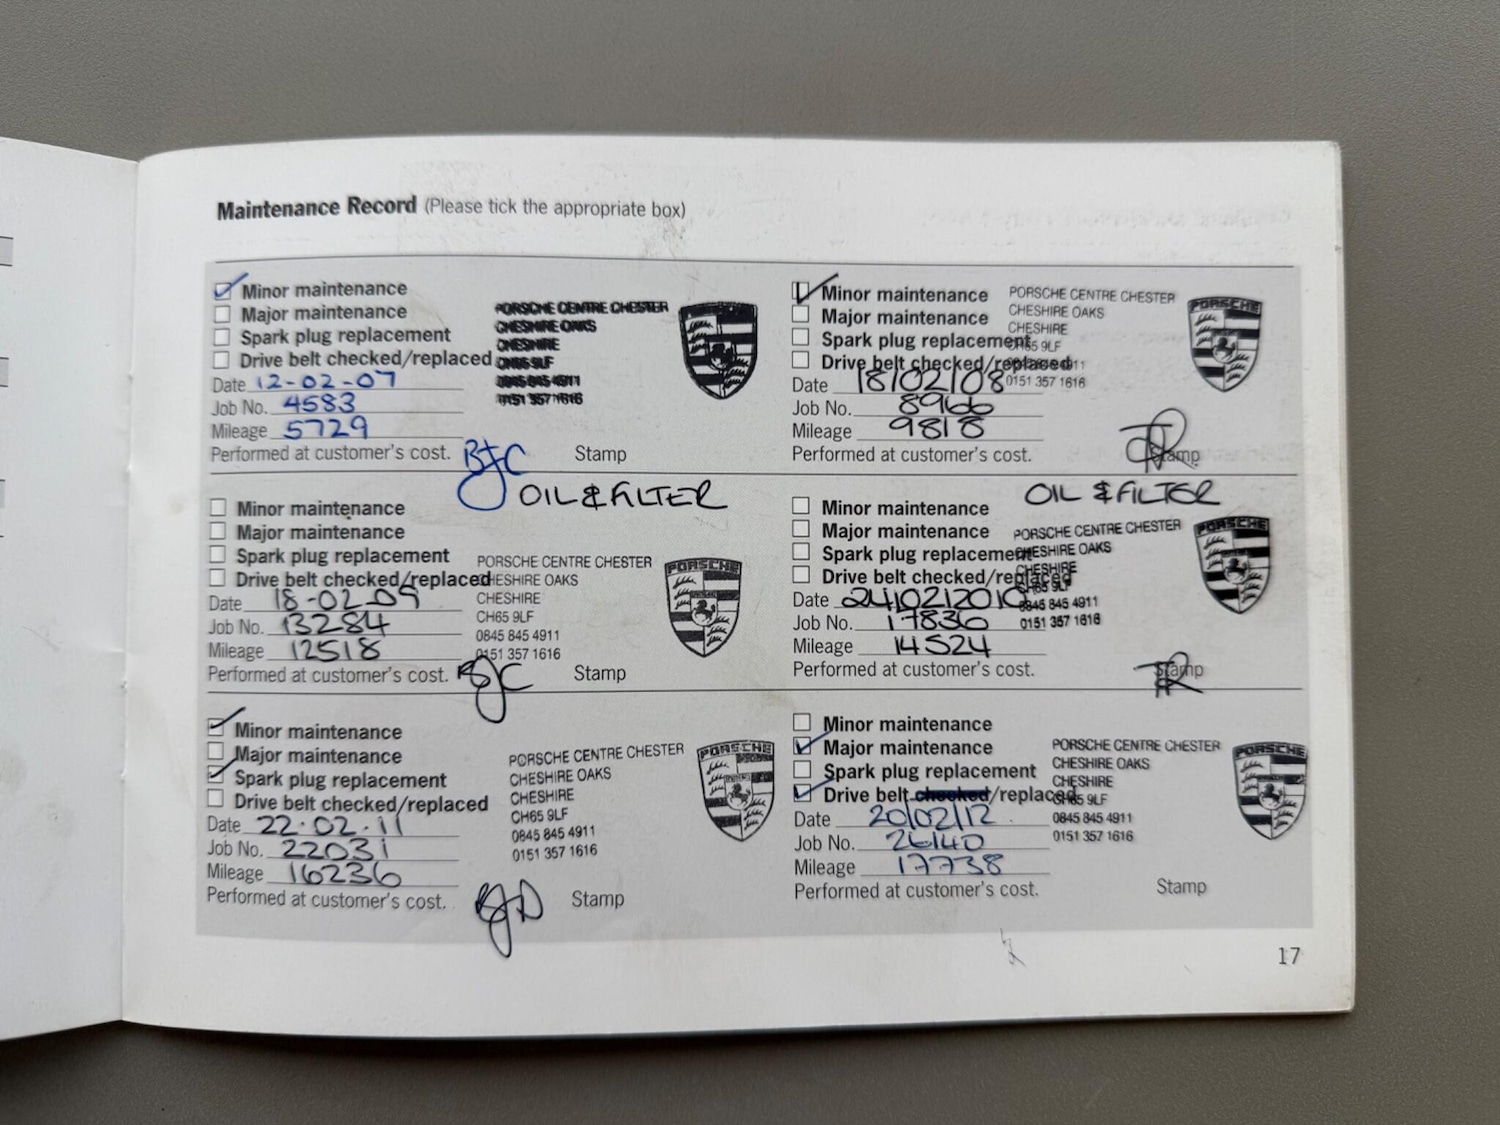 Maintenance Record (Please tick the appropriate box)
Minor maintenance
Major maintenance
Spark plug replacement
Drive belt checked/replaced
Date 12-02-07
Job No. 4583
Mileage 5729
Performed at customer's cost.
BJC
Stamp
PORSCHE CENTRE CHESTER
CHESHIRE OAKS
CHESHIRE
CH65 9LF
0845 845 4911
0151 357 1616
Minor maintenance
Major maintenance
Spark plug replacement
Drive belt checked/replaced
Date 18/02/08
Job No. 8966
Mileage 9818
Performed at customer's cost.
Stamp
PORSCHE CENTRE CHESTER
CHESHIRE OAKS
CHESHIRE
CH65 9LF
0151 357 1616
PORSCHE
OIL & FILTER
Minor maintenance
Major maintenance
Spark plug replacement
Drive belt checked/replaced
Date 18-02-09
Job No. 13284
Mileage 12518
Performed at customer's cost.
BJC
Stamp
PORSCHE CENTRE CHESTER
CHESHIRE OAKS
CHESHIRE
CH65 9LF
0845 845 4911
0151 357 1616
PORSCHE
OIL & FILTER
Minor maintenance
Major maintenance
Spark plug replacement
Drive belt checked/replaced
Date 24/02/2010
Job No. 17836
Mileage 14524
Performed at customer's cost.
Stamp
PORSCHE CENTRE CHESTER
CHESHIRE OAKS
CHESHIRE
CH65 9LF
0845 845 4911
0151 357 1616
PORSCHE
Minor maintenance
Major maintenance
Spark plug replacement
Drive belt checked/replaced
Date 22.02.11
Job No. 22031
Mileage 16236
Performed at customer's cost.
Stamp
PORSCHE CENTRE CHESTER
CHESHIRE OAKS
CHESHIRE
CH65 9LF
0845 845 4911
0151 357 1616
PORSCHE
Minor maintenance
Major maintenance
Spark plug replacement
Drive belt checked/replaced
Date 20/02/12
Job No. 26140
Mileage 17738
Performed at customer's cost.
Stamp
PORSCHE CENTRE CHESTER
CHESHIRE OAKS
CHESHIRE
CH65 9LF
0845 845 4911
0151 357 1616
PORSCHE
17